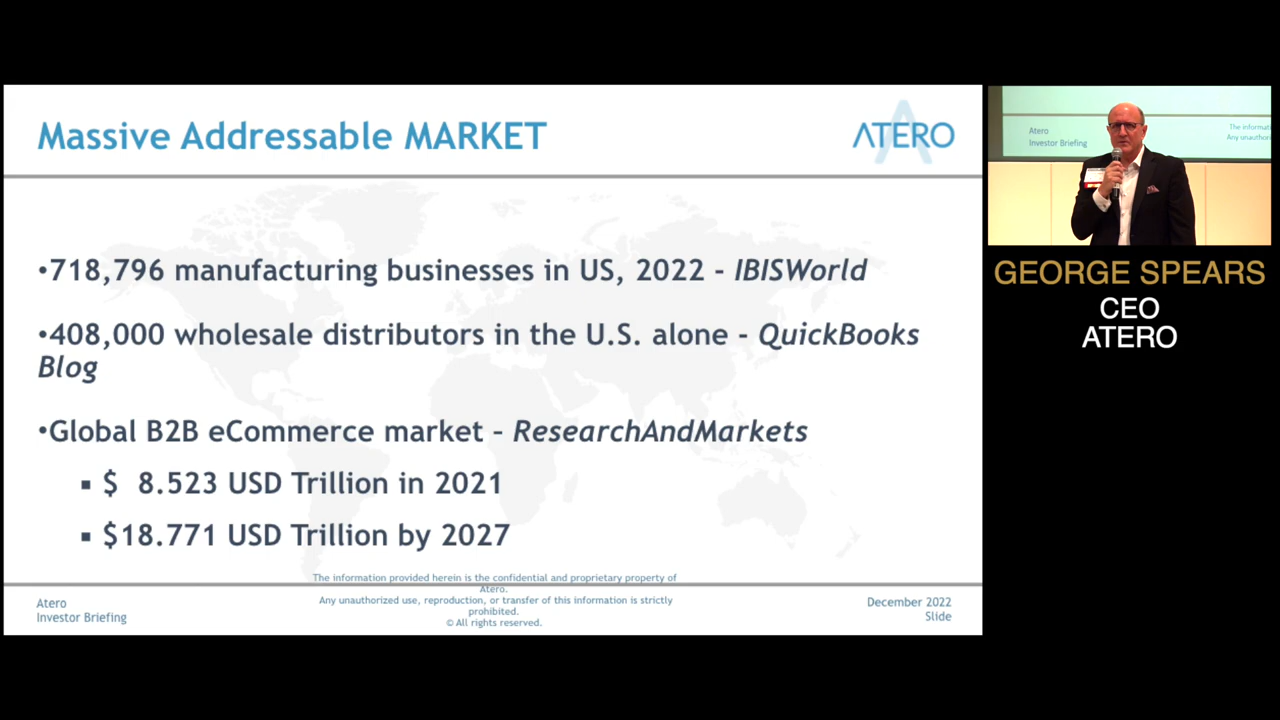 Massive Addressable MARKET
ATERO
•718,796 manufacturing businesses in US, 2022 - IBISWorld
•408,000 wholesale distributors in the U.S. alone - QuickBooks
Blog
•Global B2B eCommerce market – ResearchAndMarkets
▪ $ 8.523 USD Trillion in 2021
▪ $18.771 USD Trillion by 2027
The information provided herein is the confidential and proprietary property of
Atero.
Any unauthorized use, reproduction, or transfer of this information is strictly
prohibited.
© All rights reserved.
Atero
Investor Briefing
December 2022
Slide
Atero
Investor Briefing
The informat
Any unauthori
GEORGE SPEARS
CEO
ATERO